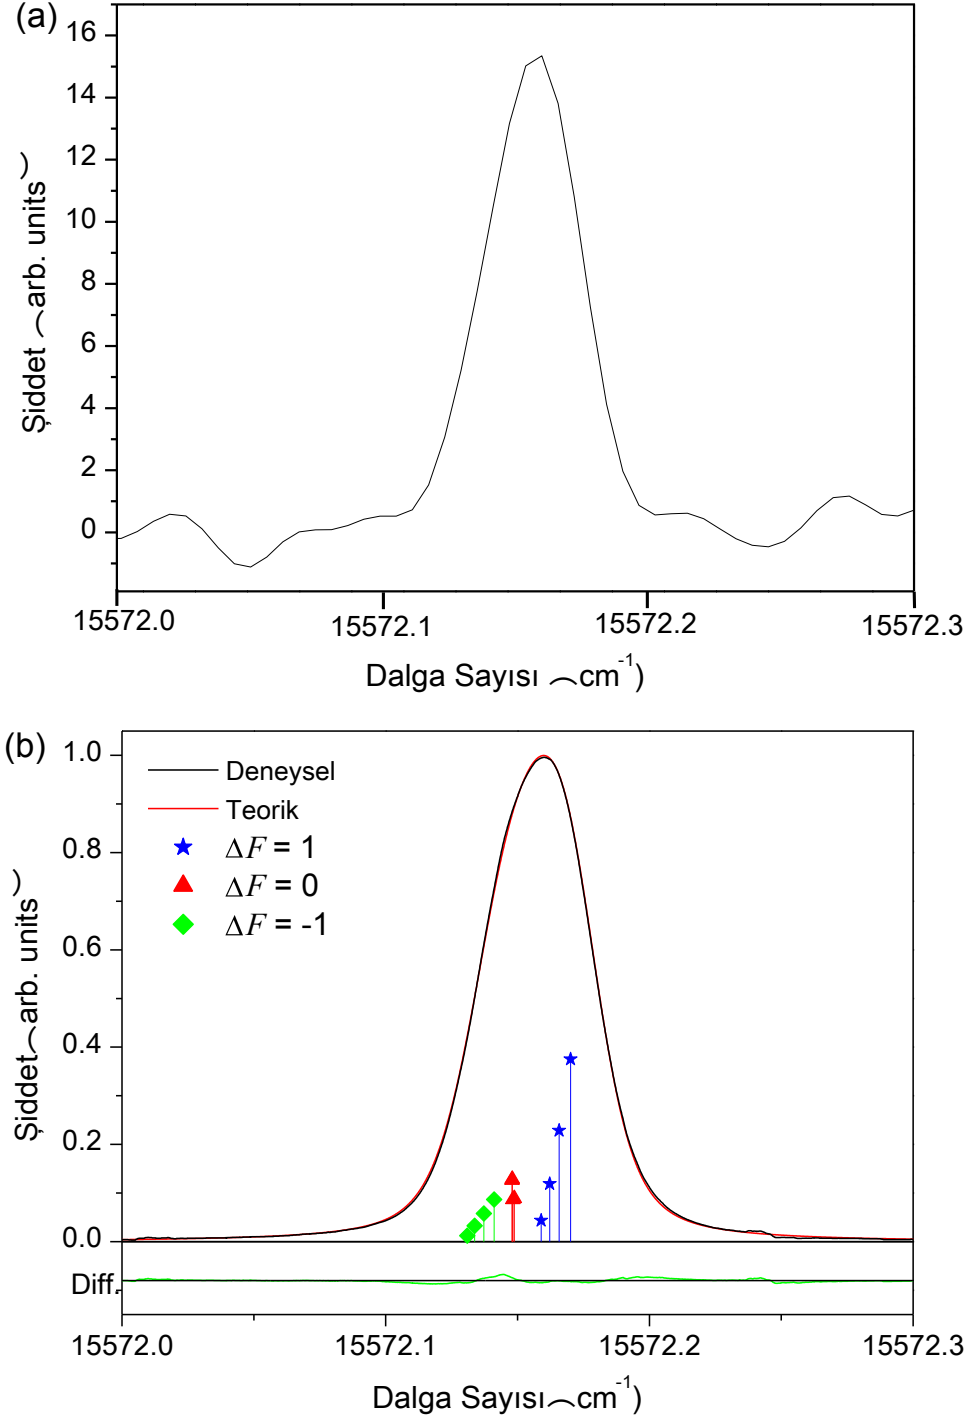 (a)
16
14
12
10
8
6
4
2
0
Şiddet (arb. units)
15572.0 15572.1 15572.2 15572.3
Dalga Sayısı (cm-1)
(b)
1.0
0.8
0.6
0.4
0.2
0.0
Diff.
Şiddet(arb. units)
Deneysel
Teorik
ΔF = 1
ΔF = 0
ΔF = -1
15572.0 15572.1 15572.2 15572.3
Dalga Sayısı(cm-1)